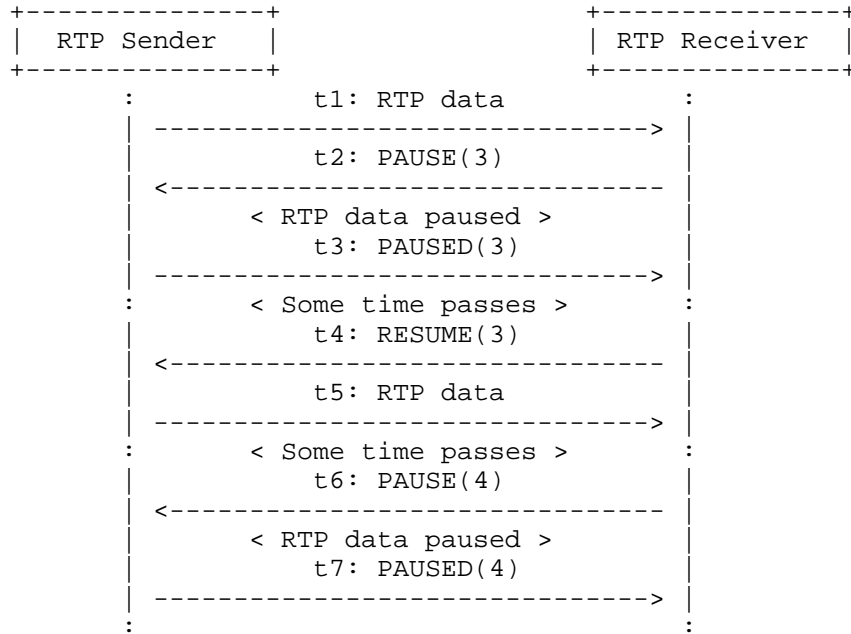 +---------------+                   +---------------+
|  RTP Sender   |                   | RTP Receiver  |
+---------------+                   +---------------+
       :           t1: RTP data           :
       | -------------------------------> |
       |           t2: PAUSE(3)           |
       | <------------------------------- |
       |       < RTP data paused >        |
       |           t3: PAUSED(3)          |
       | -------------------------------> |
       :       < Some time passes >       :
       |           t4: RESUME(3)          |
       | <------------------------------- |
       |           t5: RTP data           |
       | -------------------------------> |
       :       < Some time passes >       :
       |           t6: PAUSE(4)           |
       | <------------------------------- |
       |       < RTP data paused >        |
       |           t7: PAUSED(4)          |
       | -------------------------------> |
       :                                  :